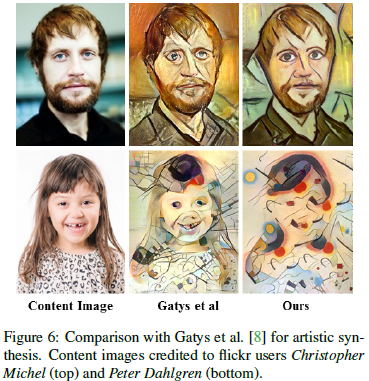 Content Image Gatys et al Ours
Figure 6: Comparison with Gatys et al. [8] for artistic syn-
thesis. Content images credited to flickr users Christopher
Michel (top) and Peter Dahlgren (bottom).